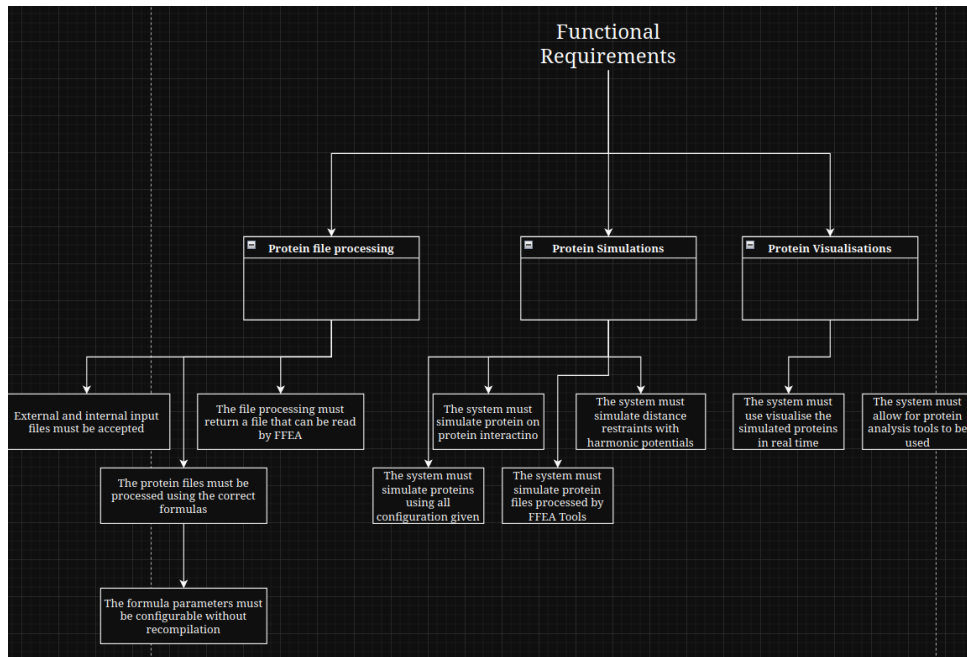 Functional
Requirements
Protein file processing
Protein Simulations
Protein Visualisations
External and internal input
files must be accepted
The file processing must
return a file that can be read
by FFEA
The system must
simulate protein on
protein interactino
The system must
simulate distance
restraints with
harmonic potentials
The system must
use visualise the
simulated proteins
in real time
The system must
allow for protein
analysis tools to be
used
The protein files must be
processed using the correct
formulas
The system must
simulate proteins
using all
configuration given
The system must
simulate protein
files processed by
FFEA Tools
The formula parameters must
be configurable without
recompilation